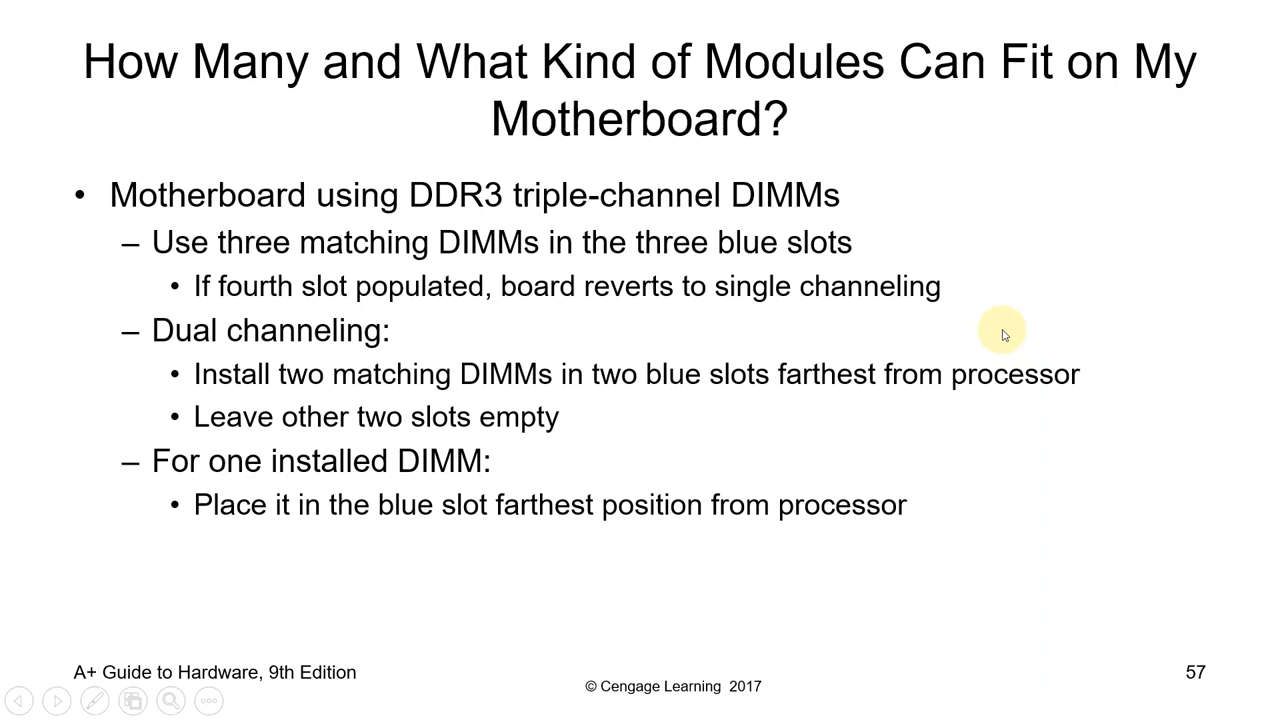 How Many and What Kind of Modules Can Fit on My
Motherboard?
• Motherboard using DDR3 triple-channel DIMMs
– Use three matching DIMMs in the three blue slots
• If fourth slot populated, board reverts to single channeling
– Dual channeling:
• Install two matching DIMMs in two blue slots farthest from processor
• Leave other two slots empty
– For one installed DIMM:
• Place it in the blue slot farthest position from processor
A+ Guide to Hardware, 9th Edition
© Cengage Learning 2017
57